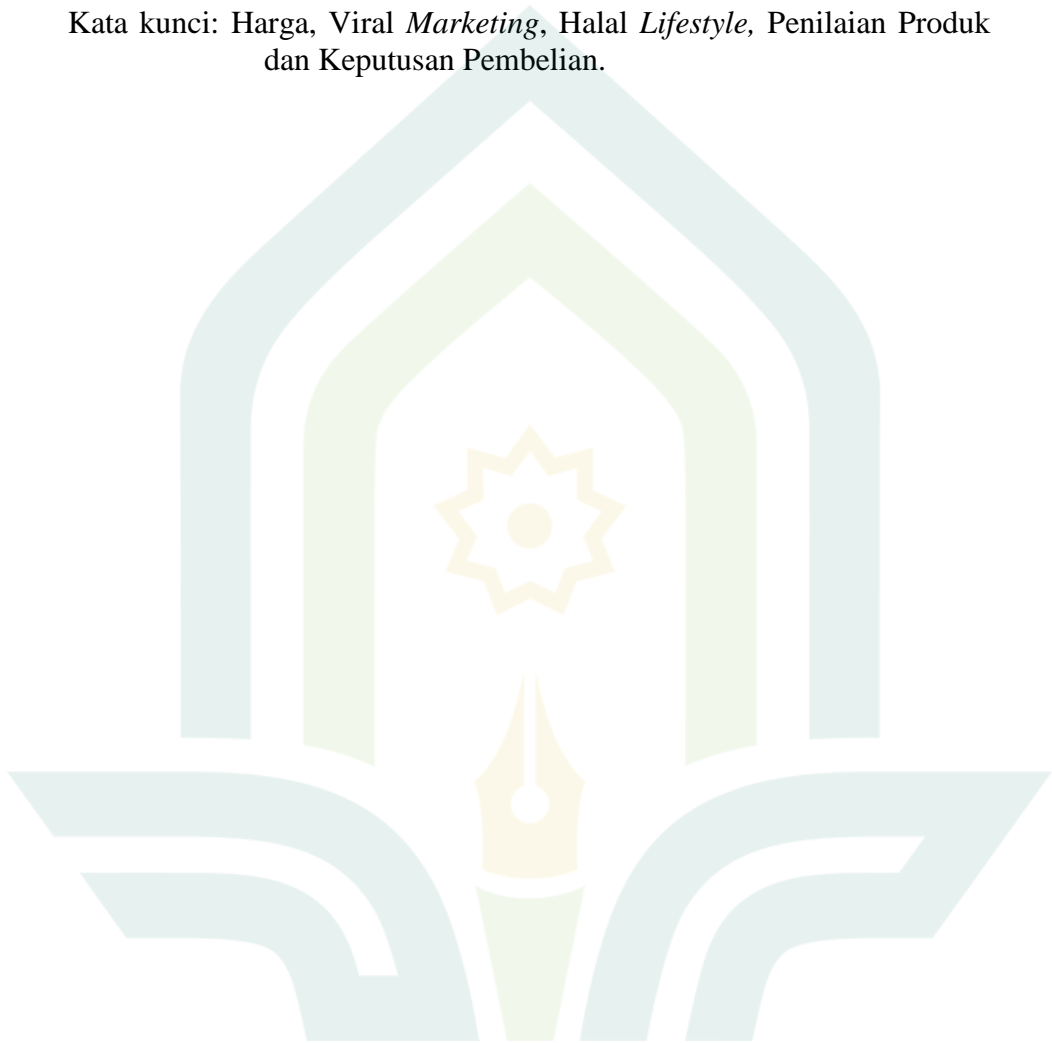 Kata kunci: Harga, Viral Marketing, Halal Lifestyle, Penilaian Produk
dan Keputusan Pembelian.